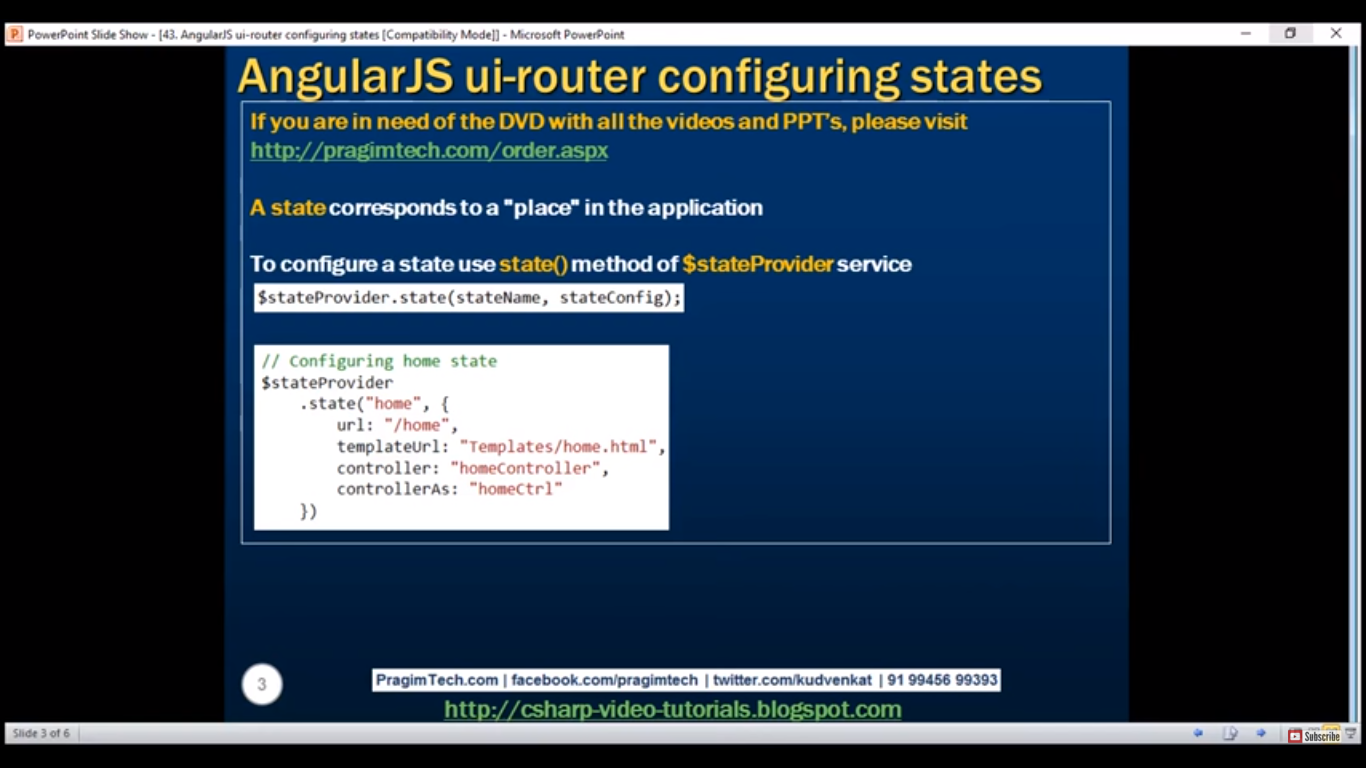 PowerPoint Slide Show - [43. AngularJS ui-router configuring states [Compatibility Mode]] - Microsoft PowerPoint
AngularJS ui-router configuring states
If you are in need of the DVD with all the videos and PPT's, please visit
http://pragimtech.com/order.aspx
A state corresponds to a "place" in the application
To configure a state use state() method of $stateProvider service
$stateProvider.state(stateName, stateConfig);
// Configuring home state
$stateProvider
    .state("home", {
        url: "/home",
        templateUrl: "Templates/home.html",
        controller: "homeController",
        controllerAs: "homeCtrl"
    })
3
PragimTech.com | facebook.com/pragimtech | twitter.com/kudvenkat | 91 99456 99393
http://csharp-video-tutorials.blogspot.com
Slide 3 of 6
Subscribe